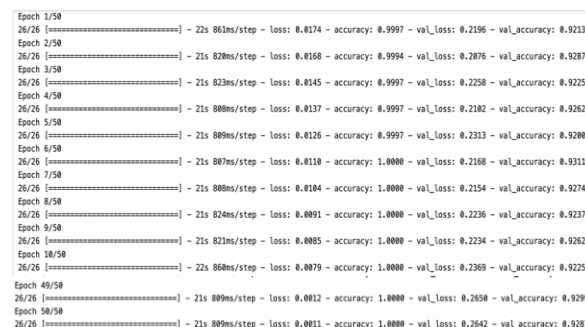 Epoch 1/50
26/26 [==============================] - 22s 861ms/step - loss: 0.0174 - accuracy: 0.9997 - val_loss: 0.2196 - val_accuracy: 0.9213
Epoch 2/50
26/26 [==============================] - 21s 820ms/step - loss: 0.0168 - accuracy: 0.9994 - val_loss: 0.2076 - val_accuracy: 0.9287
Epoch 3/50
26/26 [==============================] - 21s 823ms/step - loss: 0.0145 - accuracy: 0.9997 - val_loss: 0.2258 - val_accuracy: 0.9225
Epoch 4/50
26/26 [==============================] - 21s 808ms/step - loss: 0.0137 - accuracy: 0.9997 - val_loss: 0.2102 - val_accuracy: 0.9262
Epoch 5/50
26/26 [==============================] - 21s 809ms/step - loss: 0.0126 - accuracy: 0.9997 - val_loss: 0.2313 - val_accuracy: 0.9200
Epoch 6/50
26/26 [==============================] - 21s 807ms/step - loss: 0.0110 - accuracy: 1.0000 - val_loss: 0.2168 - val_accuracy: 0.9311
Epoch 7/50
26/26 [==============================] - 21s 808ms/step - loss: 0.0104 - accuracy: 1.0000 - val_loss: 0.2154 - val_accuracy: 0.9274
Epoch 8/50
26/26 [==============================] - 21s 824ms/step - loss: 0.0091 - accuracy: 1.0000 - val_loss: 0.2236 - val_accuracy: 0.9237
Epoch 9/50
26/26 [==============================] - 21s 821ms/step - loss: 0.0085 - accuracy: 1.0000 - val_loss: 0.2234 - val_accuracy: 0.9262
Epoch 10/50
26/26 [==============================] - 22s 860ms/step - loss: 0.0079 - accuracy: 1.0000 - val_loss: 0.2369 - val_accuracy: 0.9225
Epoch 49/50
26/26 [==============================] - 21s 809ms/step - loss: 0.0012 - accuracy: 1.0000 - val_loss: 0.2650 - val_accuracy: 0.929
Epoch 50/50
26/26 [==============================] - 21s 809ms/step - loss: 0.0011 - accuracy: 1.0000 - val_loss: 0.2642 - val_accuracy: 0.928